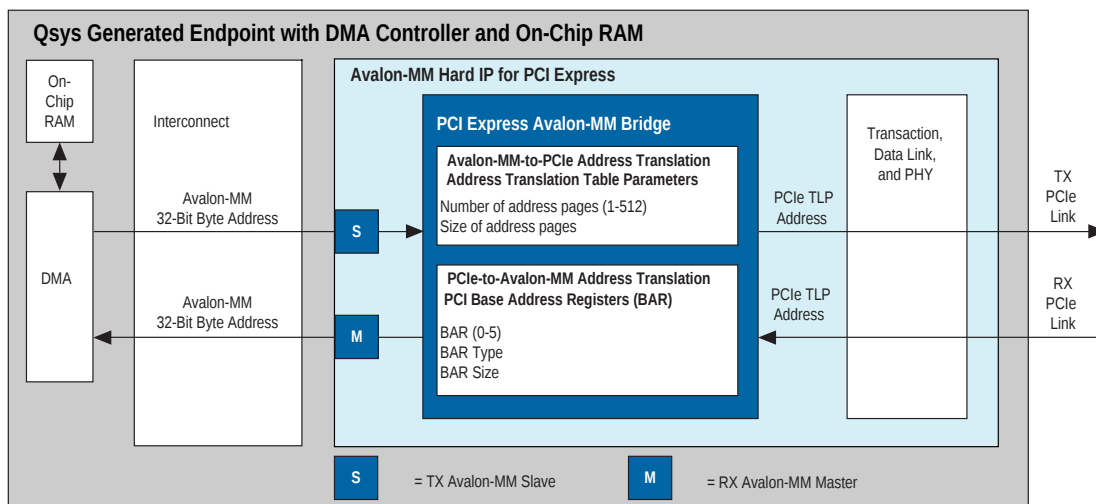 Qsys Generated Endpoint with DMA Controller and On-Chip RAM
On-
Chip
RAM
DMA
Interconnect
Avalon-MM
32-Bit Byte Address
Avalon-MM
32-Bit Byte Address
Avalon-MM Hard IP for PCI Express
S
M
PCI Express Avalon-MM Bridge
Avalon-MM-to-PCIe Address Translation
Address Translation Table Parameters
Number of address pages (1-512)
Size of address pages
PCIe-to-Avalon-MM Address Translation
PCI Base Address Registers (BAR)
BAR (0-5)
BAR Type
BAR Size
PCIe TLP
Address
PCIe TLP
Address
Transaction,
Data Link,
and PHY
TX
PCIe
Link
RX
PCIe
Link
S = TX Avalon-MM Slave
M = RX Avalon-MM Master